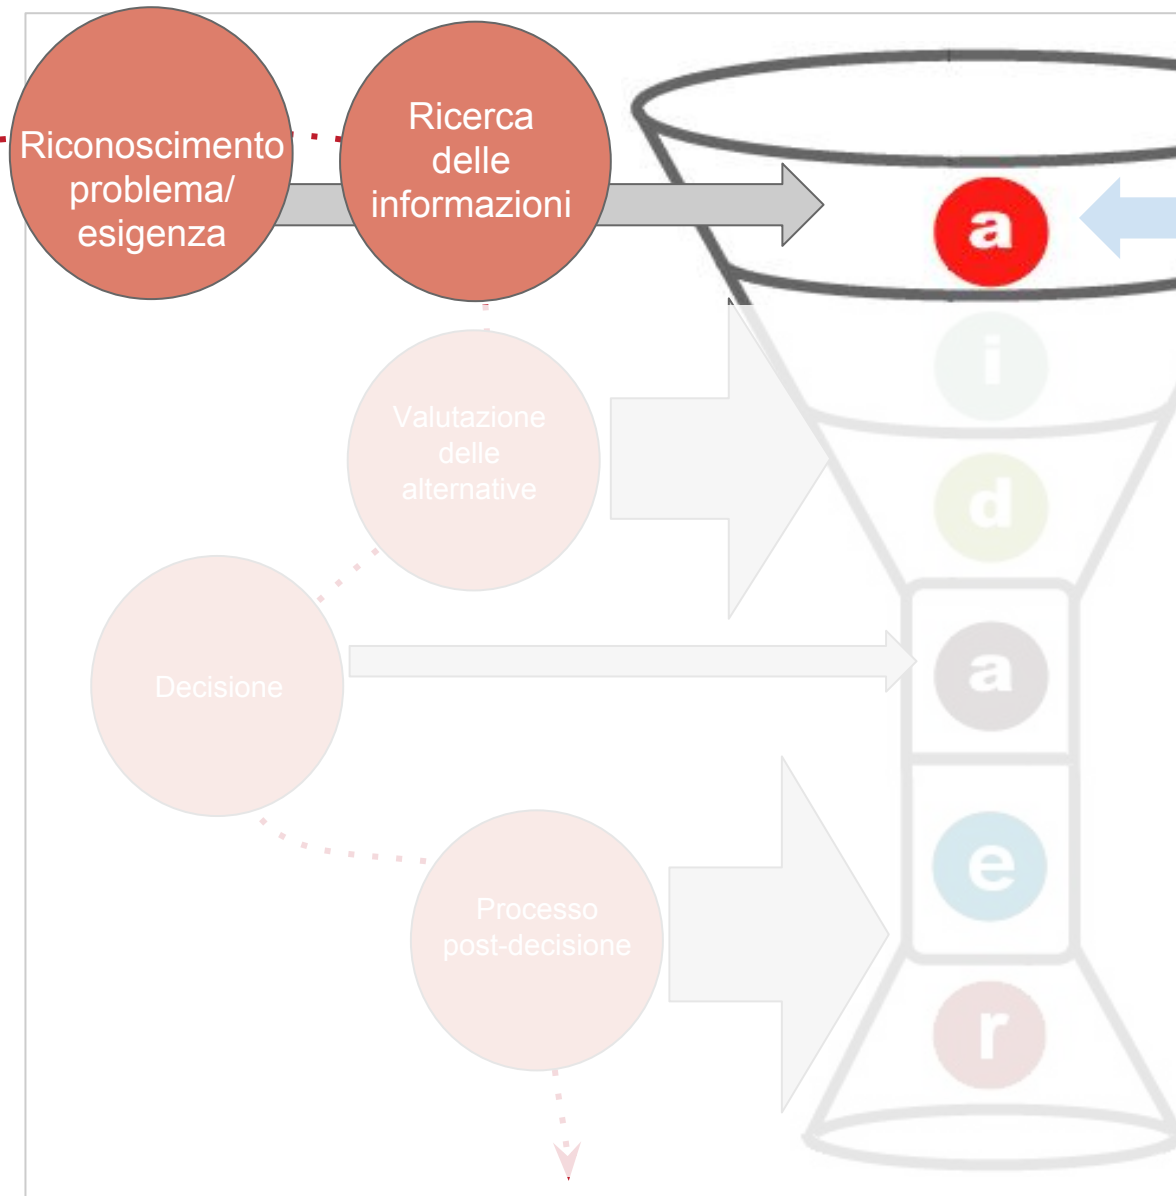 Riconoscimento
problema/
esigenza
Ricerca
delle
informazioni
a
i
Valutazione
delle
alternative
d
Decisione
a
e
Processo
post-decisione
r